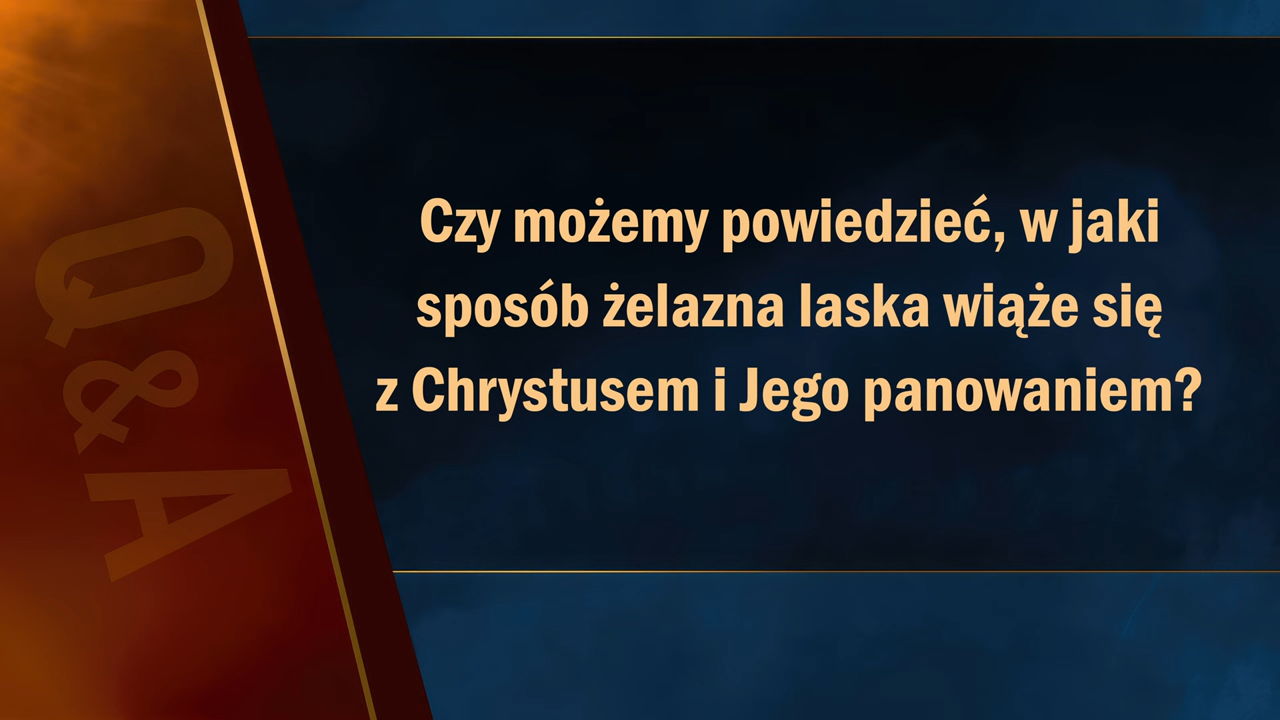 Q&A
Czy możemy powiedzieć, w jaki
sposób żelazna laska wiąże się
z Chrystusem i Jego panowaniem?